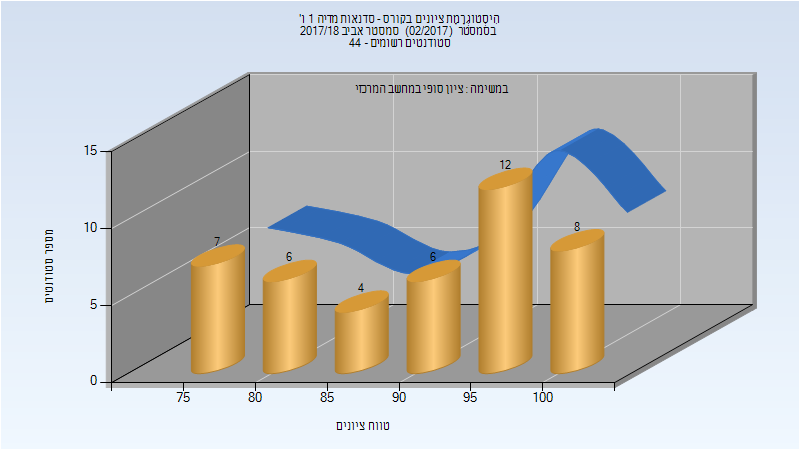 היסטוגרמת ציונים בקורס - סדנאות מדיה 1 ו'
בסמסטר (02/2017) סמסטר אביב 2017/18
סטודנטים רשומים - 44
במשימה : ציון סופי במחשב המרכזי
מספר סטודנטים
15
10
5
0
7
6
4
6
12
8
75
80
85
90
95
100
טווח ציונים